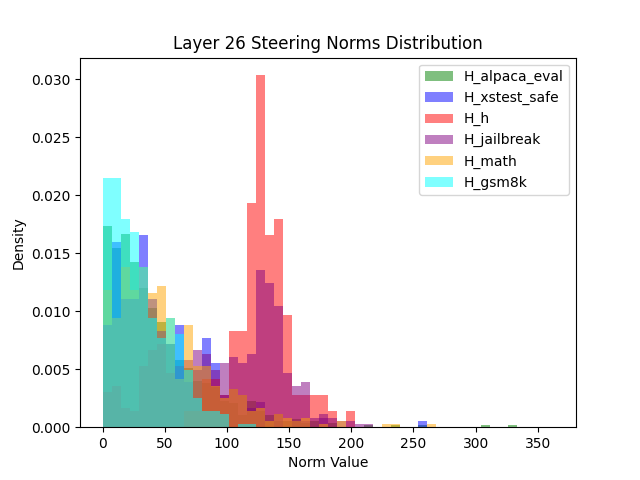 Layer 26 Steering Norms Distribution
H_alpaca_eval
H_xstest_safe
H_h
H_jailbreak
H_math
H_gsm8k
Density
0.030
0.025
0.020
0.015
0.010
0.005
0.000
0 50 100 150 200 250 300 350
Norm Value